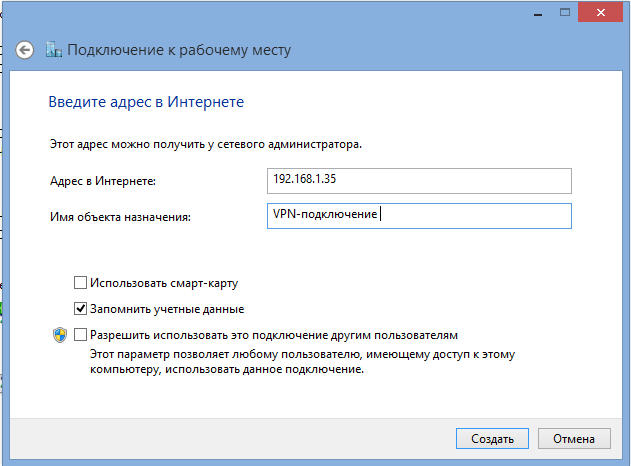 Подключение к рабочему месту
Введите адрес в Интернете
Этот адрес можно получить у сетевого администратора.
Адрес в Интернете: 192.168.1.35
Имя объекта назначения: VPN-подключение
Использовать смарт-карту
Запомнить учетные данные
Разрешить использовать это подключение другим пользователям
Этот параметр позволяет любому пользователю, имеющему доступ к этому
компьютеру, использовать данное подключение.
Создать Отмена